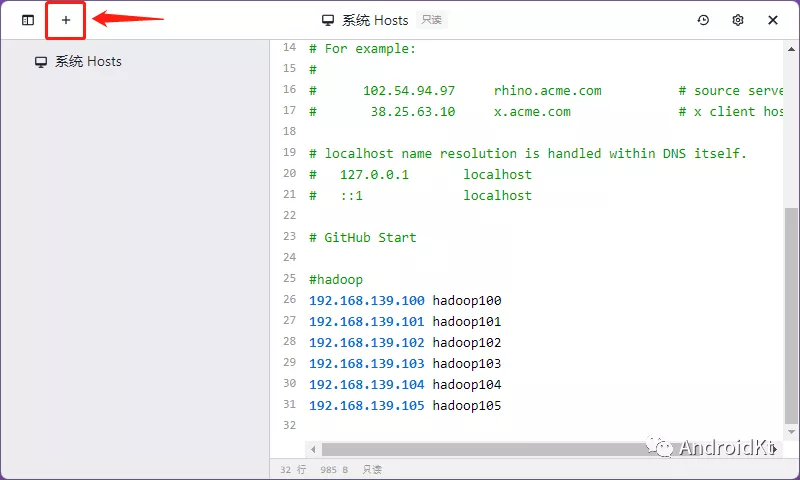 系统 Hosts 只读
系统 Hosts
14 # For example:
15 #
16 #      102.54.94.97     rhino.acme.com          # source serve
17 #       38.25.63.10     x.acme.com              # x client hos
18
19 # localhost name resolution is handled within DNS itself.
20 #   127.0.0.1       localhost
21 #   ::1             localhost
22
23 # GitHub Start
24
25 #hadoop
26 192.168.139.100 hadoop100
27 192.168.139.101 hadoop101
28 192.168.139.102 hadoop102
29 192.168.139.103 hadoop103
30 192.168.139.104 hadoop104
31 192.168.139.105 hadoop105
32
AndroidKt
32 行 985 B 只读